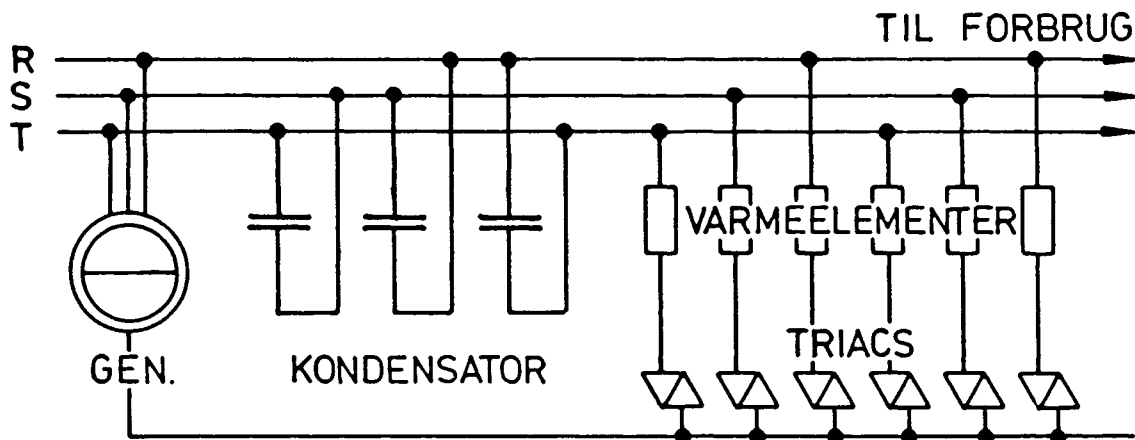 TIL FORBRUG
R
S
T
VARMEELEMENTER
TRIACS
GEN.
KONDENSATOR